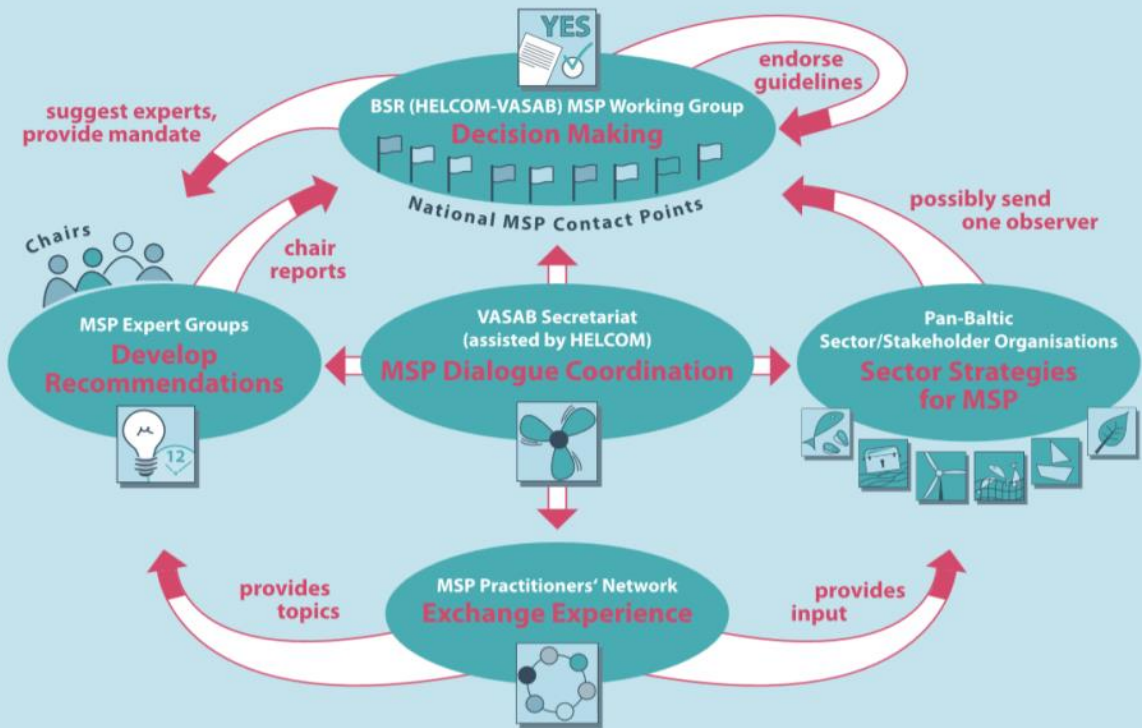 YES
endorse
guidelines
BSR (HELCOM-VASAB) MSP Working Group
Decision Making
National MSP Contact Points
suggest experts,
provide mandate
possibly send
one observer
Chairs
chair
reports
MSP Expert Groups
Develop
Recommendations
12
VASAB Secretariat
(assisted by HELCOM)
MSP Dialogue Coordination
Pan-Baltic
Sector/Stakeholder Organisations
Sector Strategies
for MSP
provides
topics
MSP Practitioners‘ Network
Exchange Experience
provides
input